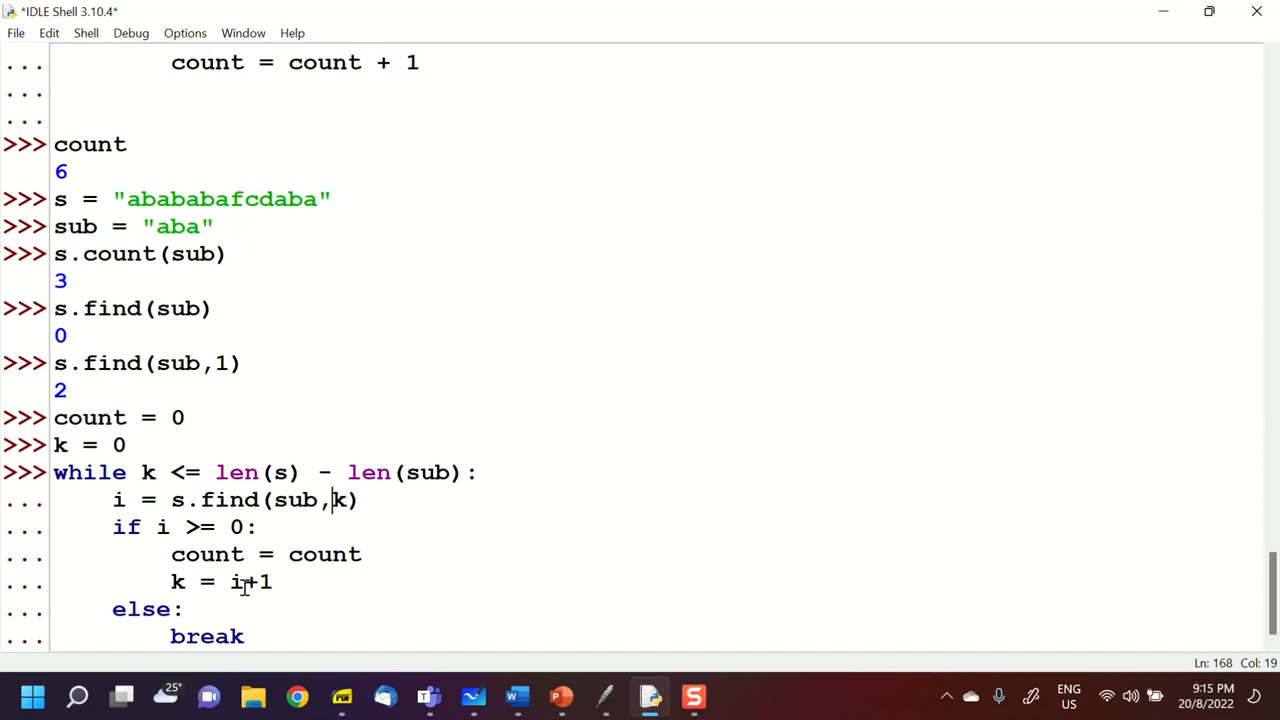 *IDLE Shell 3.10.4*
File Edit Shell Debug Options Window Help
... count = count + 1
...
...
>>> count
6
>>> s = "abababafcdaba"
>>> sub = "aba"
>>> s.count(sub)
3
>>> s.find(sub)
0
>>> s.find(sub,1)
2
>>> count = 0
>>> k = 0
>>> while k <= len(s) - len(sub):
... i = s.find(sub,k)
... if i >= 0:
... count = count
... k = i+1
... else:
... break
Ln: 168 Col: 19
25°
PDF
W
P
S
ENG
US
9:15 PM
20/8/2022